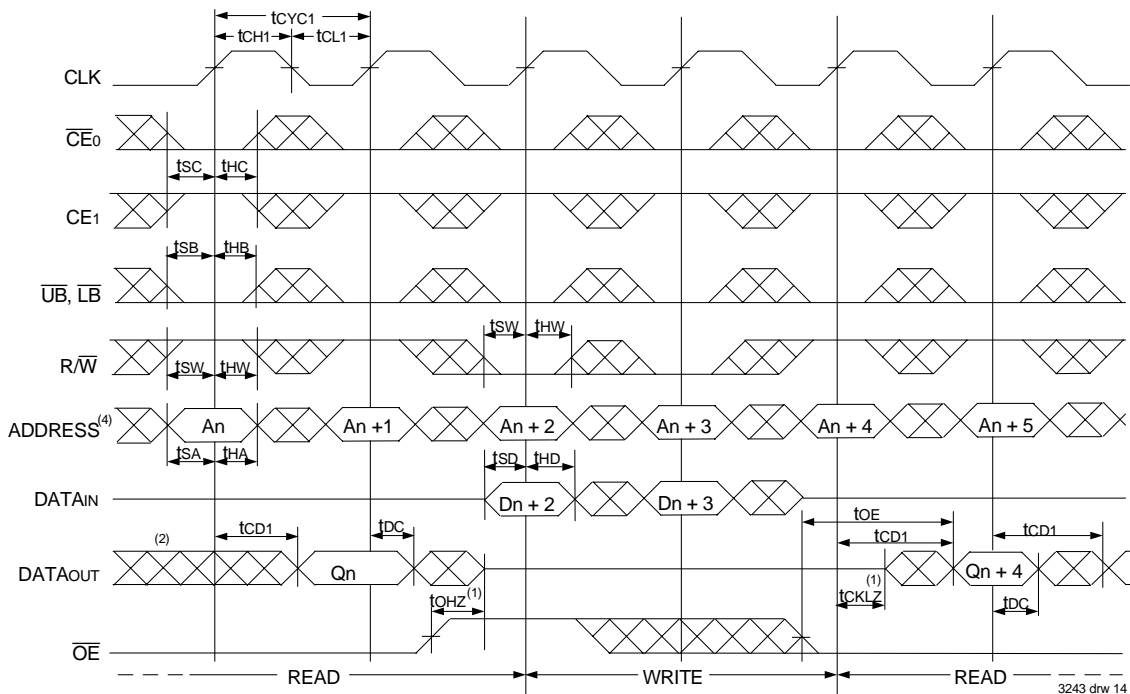 tCYC1
tCH1 tCL1
CLK
CE0
tSC tHC
CE1
tSB tHB
UB, LB
tSW tHW
R/W
tSW tHW
ADDRESS(4) An An +1 An + 2 An + 3 An + 4 An + 5
tSA tHA
tSD tHD
DATAIN Dn + 2 Dn + 3
tOE
tCD1 tDC tCD1 tCD1
(2)
DATAOUT Qn Qn + 4
tOHZ(1) tCKLZ(1) tDC
OE
READ WRITE READ
3243 drw 14